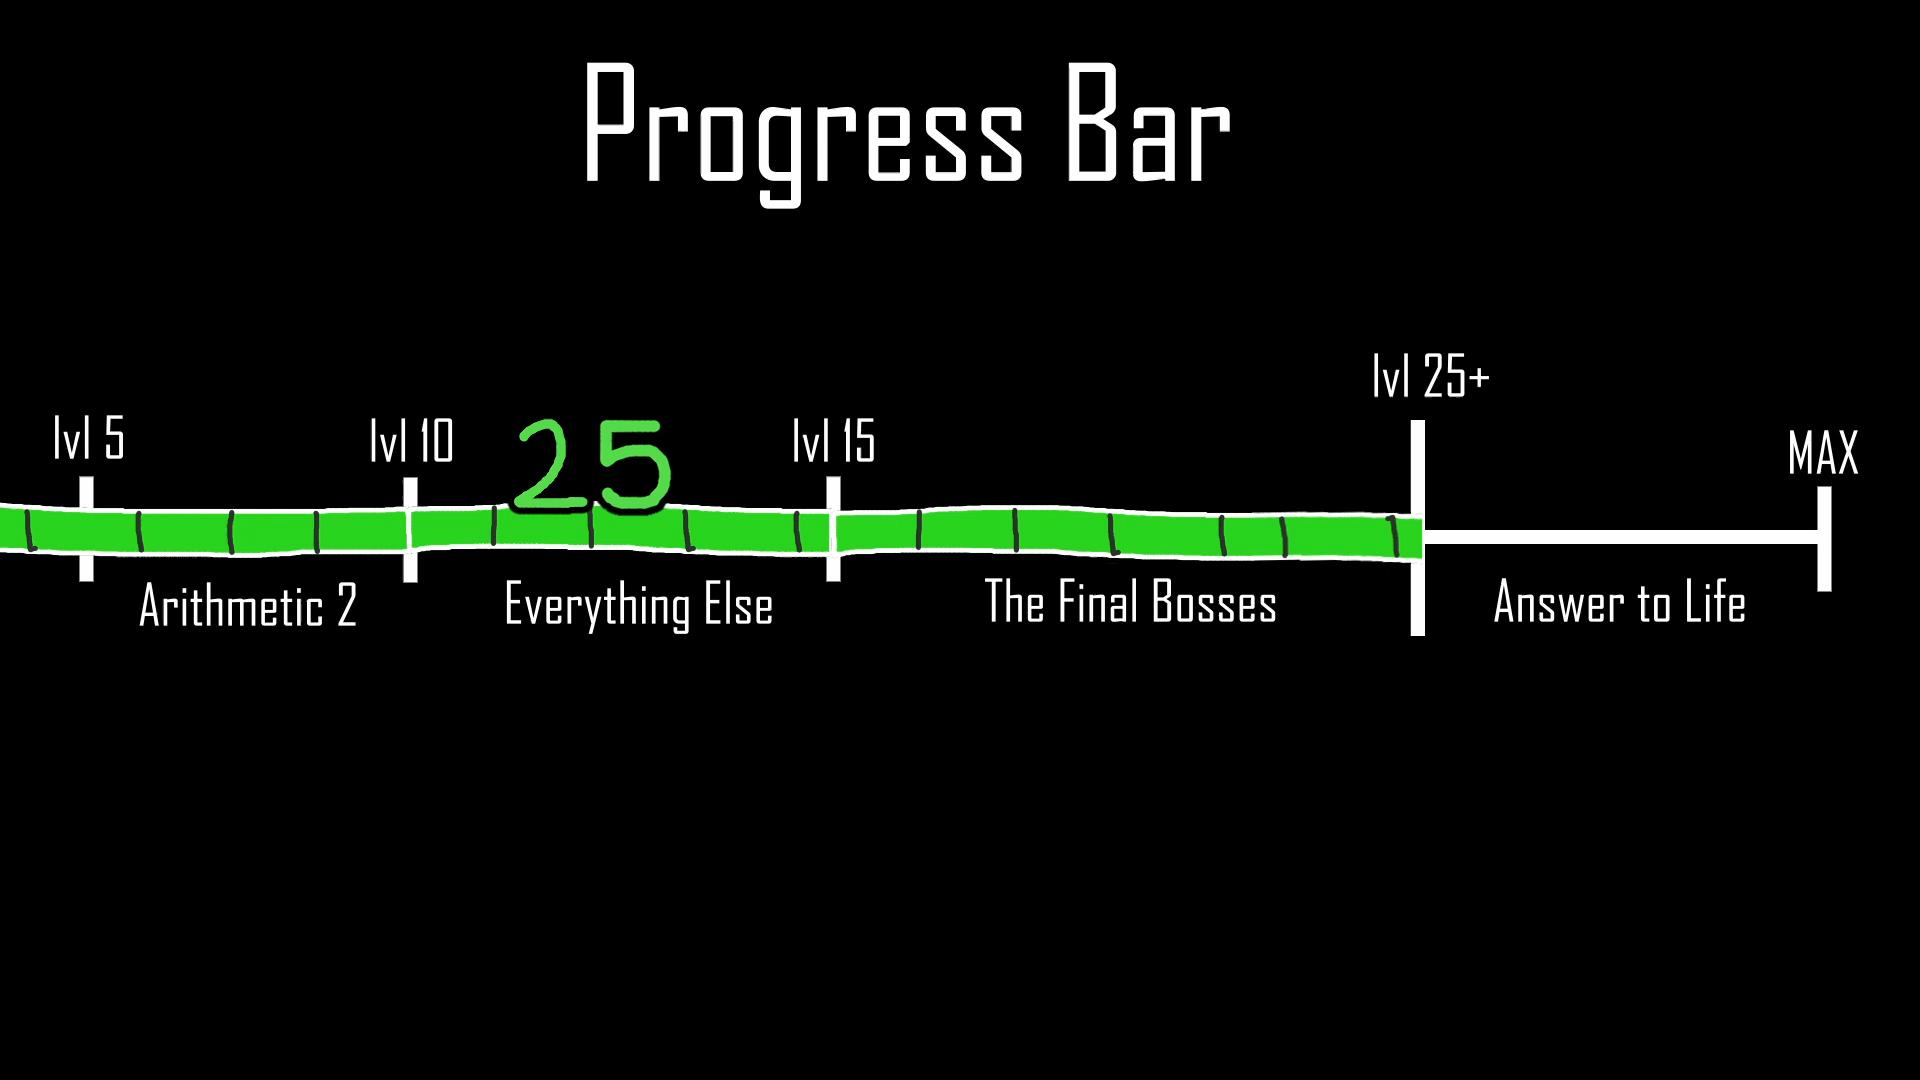 Progress Bar
lvl 25+
lvl 5
lvl 10
25
lvl 15
MAX
Arithmetic 2
Everything Else
The Final Bosses
Answer to Life